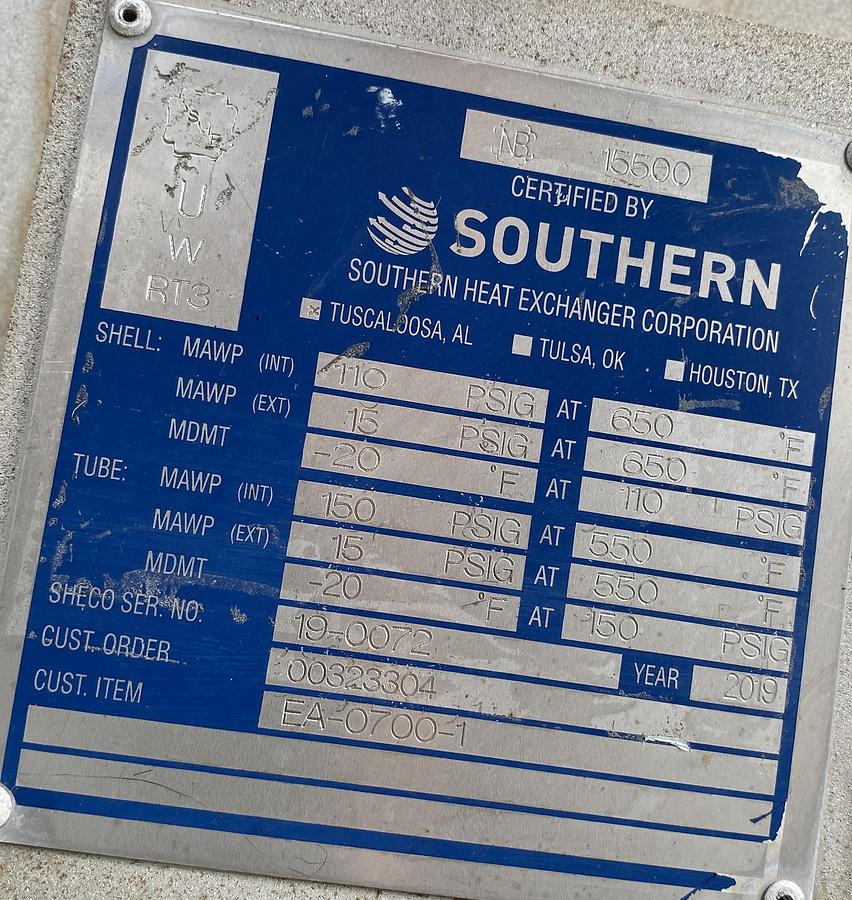 NB 15500
U
W
RT3
CERTIFIED BY
SOUTHERN
SOUTHERN HEAT EXCHANGER CORPORATION
x TUSCALOOSA, AL TULSA, OK HOUSTON, TX
SHELL: MAWP (INT) 110 PSIG AT 650 °F
MAWP (EXT) 15 PSIG AT 650 °F
MDMT -20 °F AT 110 PSIG
TUBE: MAWP (INT) 150 PSIG AT 550 °F
MAWP (EXT) 15 PSIG AT 550 °F
MDMT -20 °F AT 150 PSIG
SHECO SER. NO. 19-0072 YEAR 2019
CUST. ORDER 00323304
CUST. ITEM EA-0700-1